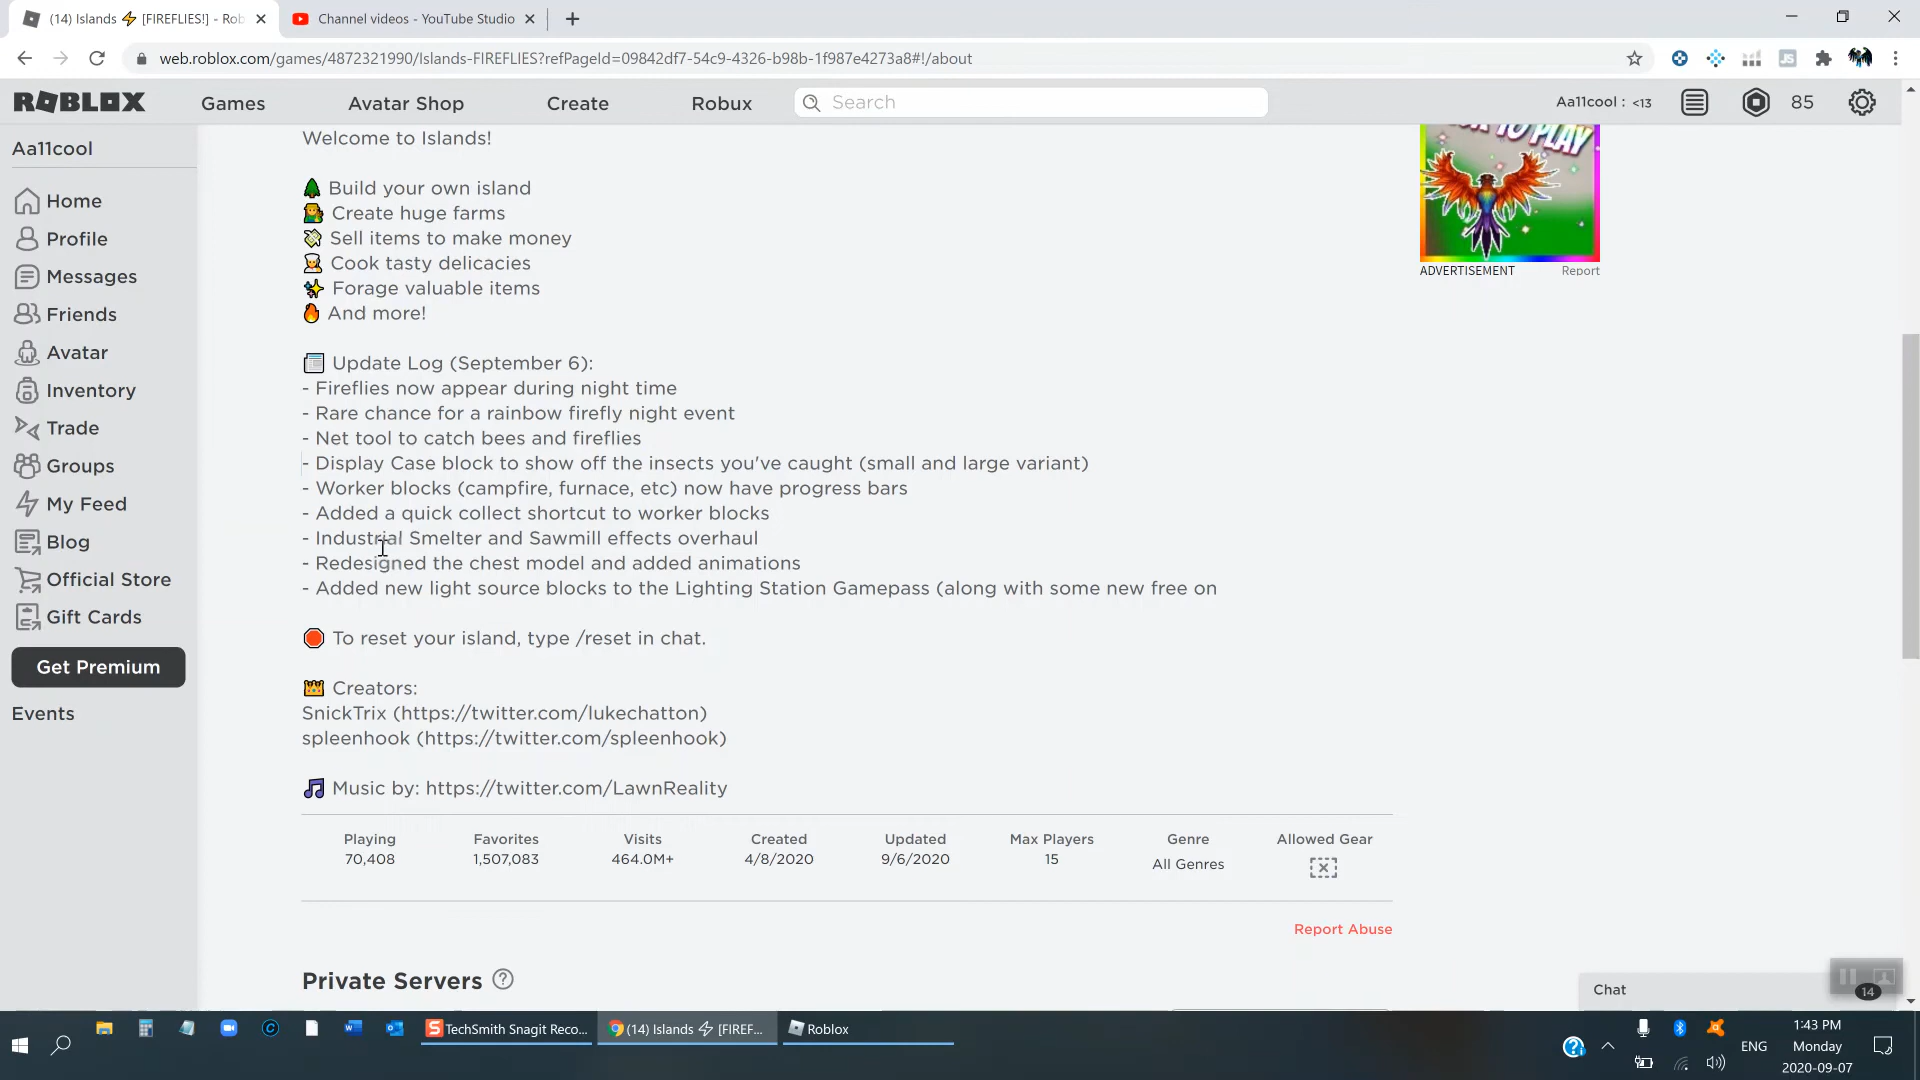 (14) Islands ⚡ [FIREFLIES!] - Rob
Channel videos - YouTube Studio
web.roblox.com/games/4872321990/Islands-FIREFLIES?refPageId=09842df7-54c9-4326-b98b-1f987e4273a8#!/about
JS
ROBLOX
Games
Avatar Shop
Create
Robux
Search
Aa11cool : <13
85
Aa11cool
Home
Profile
Messages
Friends
Avatar
Inventory
Trade
Groups
My Feed
Blog
Official Store
Gift Cards
Get Premium
Events
Welcome to Islands!
🌲 Build your own island
Create huge farms
Sell items to make money
Cook tasty delicacies
✨ Forage valuable items
🔥 And more!
📰 Update Log (September 6):
- Fireflies now appear during night time
- Rare chance for a rainbow firefly night event
- Net tool to catch bees and fireflies
- Display Case block to show off the insects you've caught (small and large variant)
- Worker blocks (campfire, furnace, etc) now have progress bars
- Added a quick collect shortcut to worker blocks
- Industrial Smelter and Sawmill effects overhaul
- Redesigned the chest model and added animations
- Added new light source blocks to the Lighting Station Gamepass (along with some new free on
🛑 To reset your island, type /reset in chat.
👑 Creators:
SnickTrix (https://twitter.com/lukechatton)
spleenhook (https://twitter.com/spleenhook)
🎵 Music by: https://twitter.com/LawnReality
Playing
70,408
Favorites
1,507,083
Visits
464.0M+
Created
4/8/2020
Updated
9/6/2020
Max Players
15
Genre
All Genres
Allowed Gear
Report Abuse
Private Servers
TO PLAY
ADVERTISEMENT
Report
Chat
14
TechSmith Snagit Reco...
(14) Islands ⚡ [FIREF...
Roblox
ENG
1:43 PM
Monday
2020-09-07